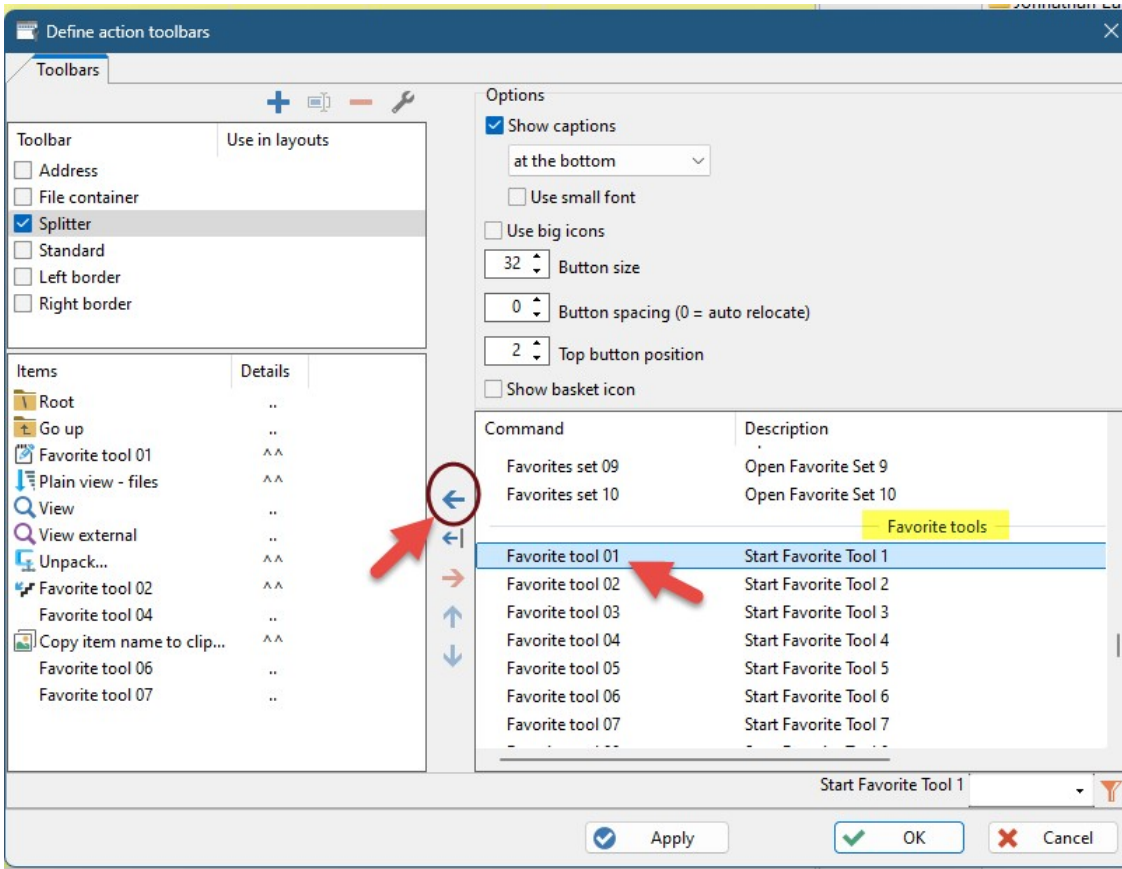 Define action toolbars
Toolbars
Toolbar Use in layouts
Address
File container
Splitter
Standard
Left border
Right border
Items Details
Root ..
Go up ..
Favorite tool 01 ^^
Plain view - files ^^
View ..
View external ..
Unpack... ^^
Favorite tool 02 ^^
Favorite tool 04 ..
Copy item name to clip... ^^
Favorite tool 06 ..
Favorite tool 07 ..
Options
Show captions
at the bottom
Use small font
Use big icons
32 Button size
0 Button spacing (0 = auto relocate)
2 Top button position
Show basket icon
Command Description
Favorites set 09 Open Favorite Set 9
Favorites set 10 Open Favorite Set 10
Favorite tools
Favorite tool 01 Start Favorite Tool 1
Favorite tool 02 Start Favorite Tool 2
Favorite tool 03 Start Favorite Tool 3
Favorite tool 04 Start Favorite Tool 4
Favorite tool 05 Start Favorite Tool 5
Favorite tool 06 Start Favorite Tool 6
Favorite tool 07 Start Favorite Tool 7
Start Favorite Tool 1
Apply OK Cancel